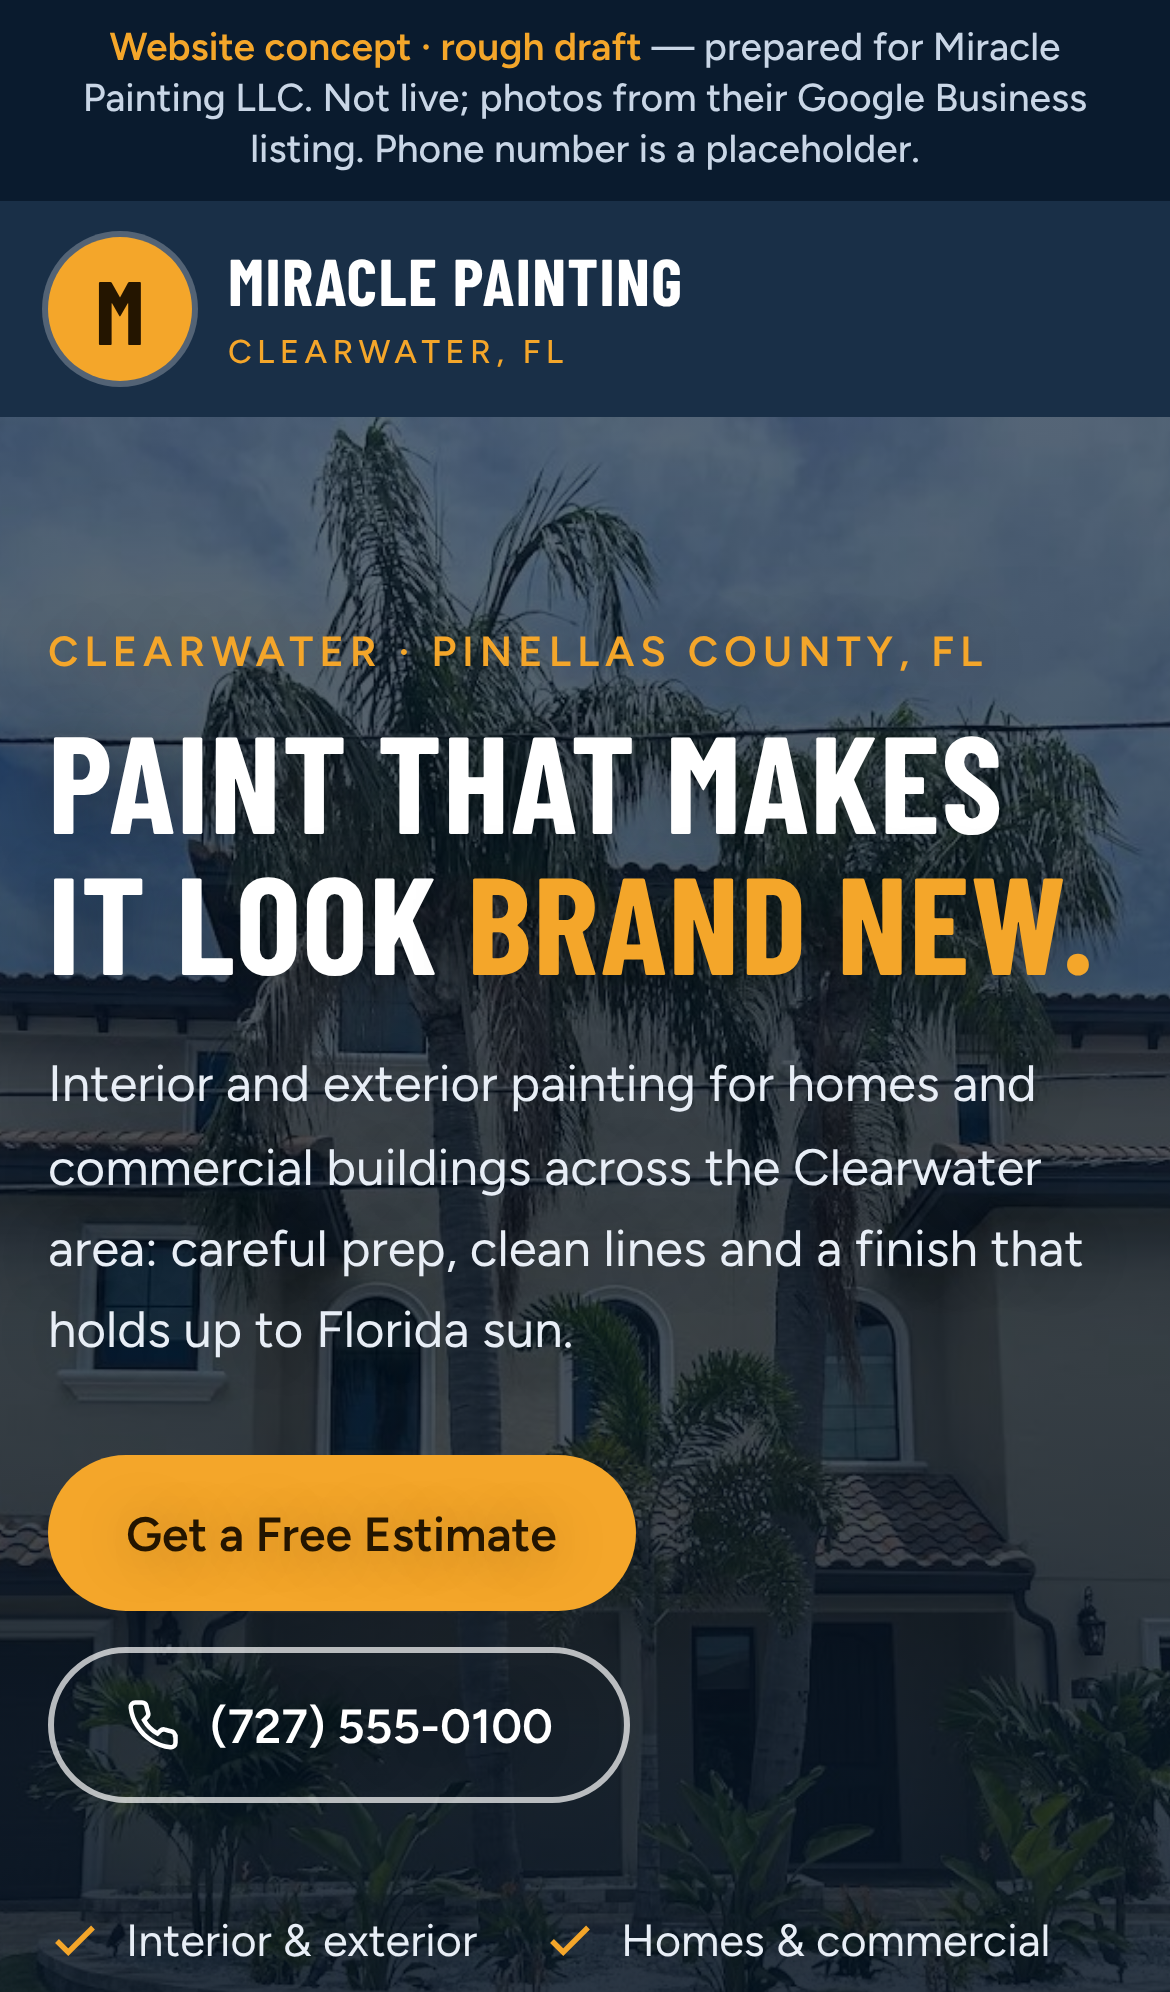 Website concept · rough draft — prepared for Miracle
Painting LLC. Not live; photos from their Google Business
listing. Phone number is a placeholder.
M
MIRACLE PAINTING
CLEARWATER, FL
CLEARWATER · PINELLAS COUNTY, FL
PAINT THAT MAKES
IT LOOK BRAND NEW.
Interior and exterior painting for homes and
commercial buildings across the Clearwater
area: careful prep, clean lines and a finish that
holds up to Florida sun.
Get a Free Estimate
(727) 555-0100
Interior & exterior
Homes & commercial